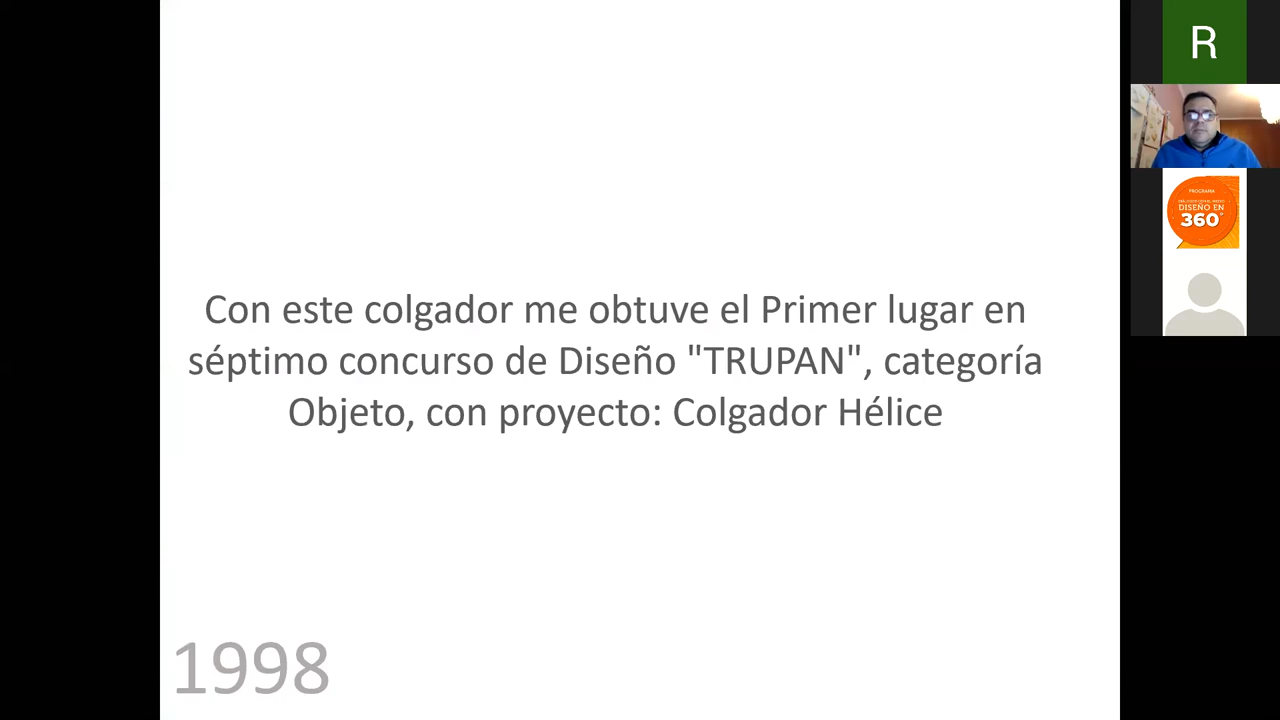 Con este colgador me obtuve el Primer lugar en
séptimo concurso de Diseño "TRUPAN", categoría
Objeto, con proyecto: Colgador Hélice
1998
R
PROGRAMA
DISEÑO EN
360°